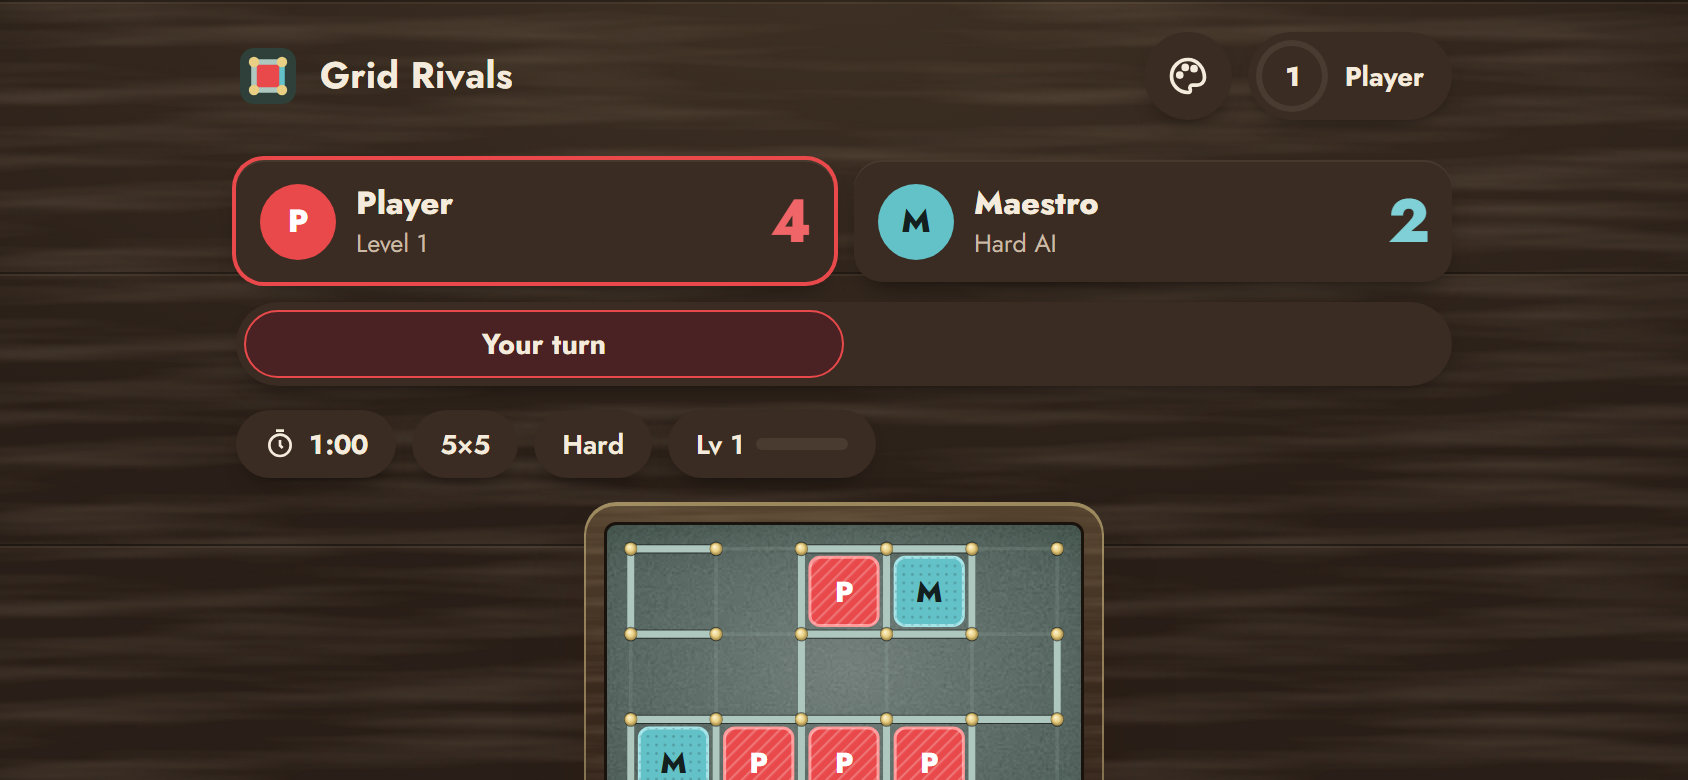 Grid Rivals
1 Player
P Player 4
Level 1
M Maestro 2
Hard AI
Your turn
1:00 5×5 Hard Lv 1
P M
M P P P